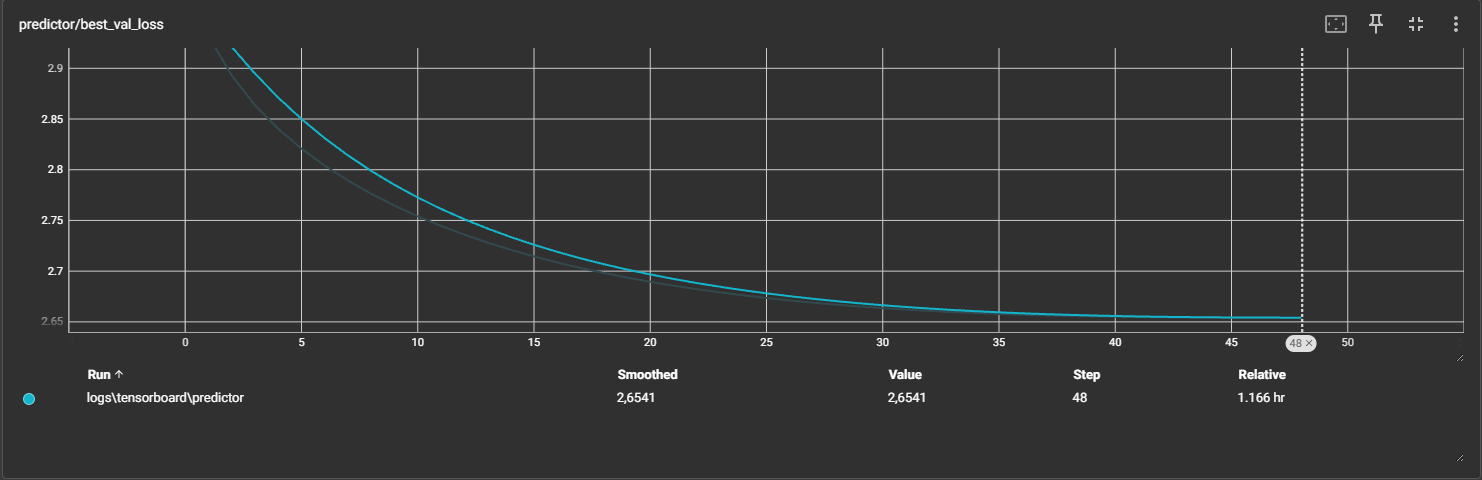 predictor/best_val_loss
2.9
2.85
2.8
2.75
2.7
2.65
0 5 10 15 20 25 30 35 40 45 48 × 50
Run ↑ Smoothed Value Step Relative
logs\tensorboard\predictor 2,6541 2,6541 48 1.166 hr